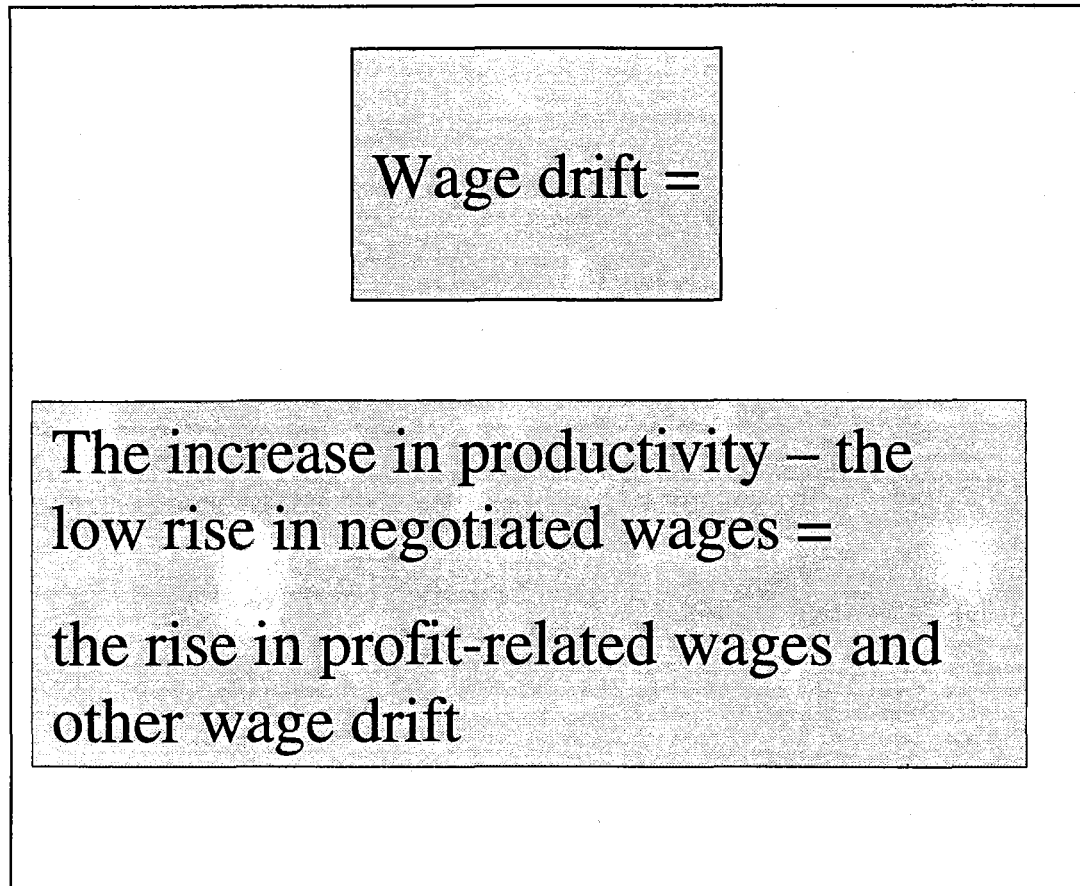 Wage drift =
The increase in productivity – the
low rise in negotiated wages =
the rise in profit-related wages and
other wage drift